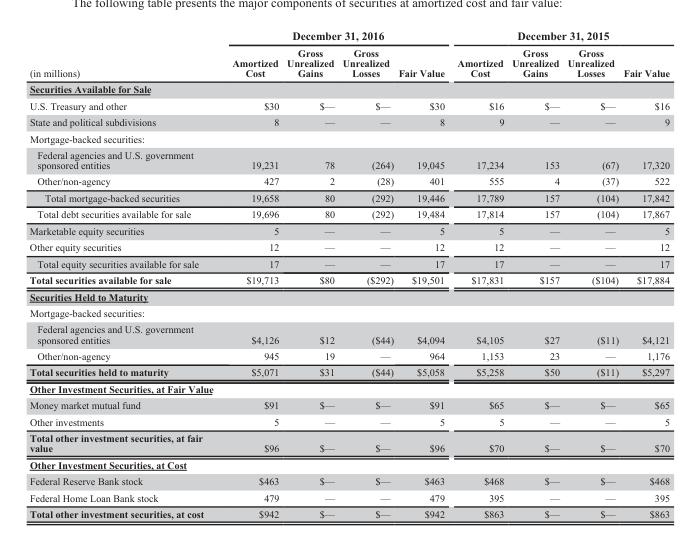 The following table presents the major components of securities at amortized cost and fair value:
December 31, 2016 December 31, 2015
(in millions) Amortized Cost Gross Unrealized Gains Gross Unrealized Losses Fair Value Amortized Cost Gross Unrealized Gains Gross Unrealized Losses Fair Value
Securities Available for Sale
U.S. Treasury and other $30 $— $— $30 $16 $— $— $16
State and political subdivisions 8 — — 8 9 — — 9
Mortgage-backed securities:
Federal agencies and U.S. government
sponsored entities 19,231 78 (264) 19,045 17,234 153 (67) 17,320
Other/non-agency 427 2 (28) 401 555 4 (37) 522
Total mortgage-backed securities 19,658 80 (292) 19,446 17,789 157 (104) 17,842
Total debt securities available for sale 19,696 80 (292) 19,484 17,814 157 (104) 17,867
Marketable equity securities 5 — — 5 5 — — 5
Other equity securities 12 — — 12 12 — — 12
Total equity securities available for sale 17 — — 17 17 — — 17
Total securities available for sale $19,713 $80 ($292) $19,501 $17,831 $157 ($104) $17,884
Securities Held to Maturity
Mortgage-backed securities:
Federal agencies and U.S. government
sponsored entities $4,126 $12 ($44) $4,094 $4,105 $27 ($11) $4,121
Other/non-agency 945 19 — 964 1,153 23 — 1,176
Total securities held to maturity $5,071 $31 ($44) $5,058 $5,258 $50 ($11) $5,297
Other Investment Securities, at Fair Value
Money market mutual fund $91 $— $— $91 $65 $— $— $65
Other investments 5 — — 5 5 — — 5
Total other investment securities, at fair
value $96 $— $— $96 $70 $— $— $70
Other Investment Securities, at Cost
Federal Reserve Bank stock $463 $— $— $463 $468 $— $— $468
Federal Home Loan Bank stock 479 — — 479 395 — — 395
Total other investment securities, at cost $942 $— $— $942 $863 $— $— $863